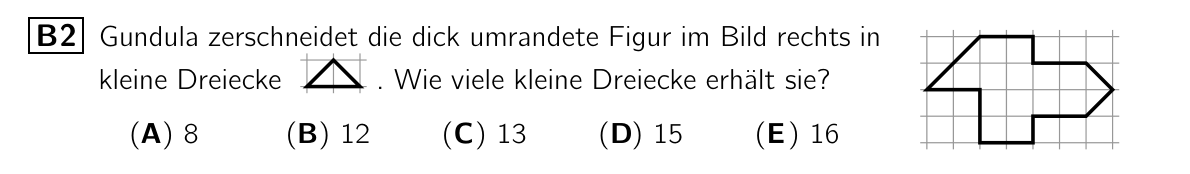 B2 Gundula zerschneidet die dick umrandete Figur im Bild rechts in
kleine Dreiecke . Wie viele kleine Dreiecke erhält sie?
(A) 8 (B) 12 (C) 13 (D) 15 (E) 16